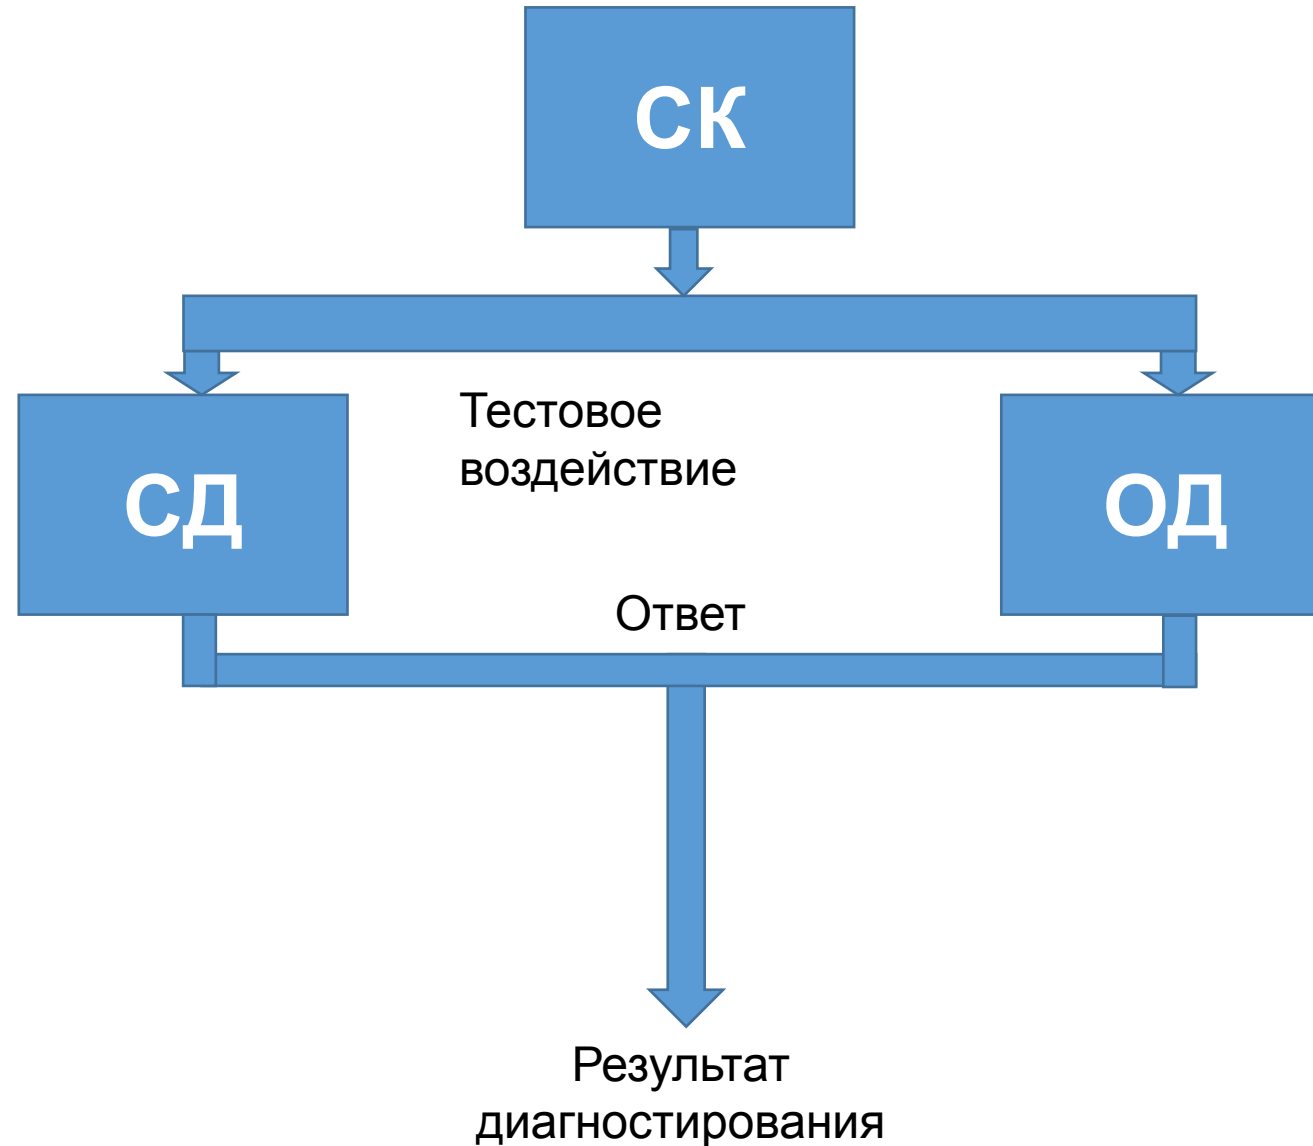 СК
Тестовое
воздействие
СД
ОД
Ответ
Результат
диагностирования